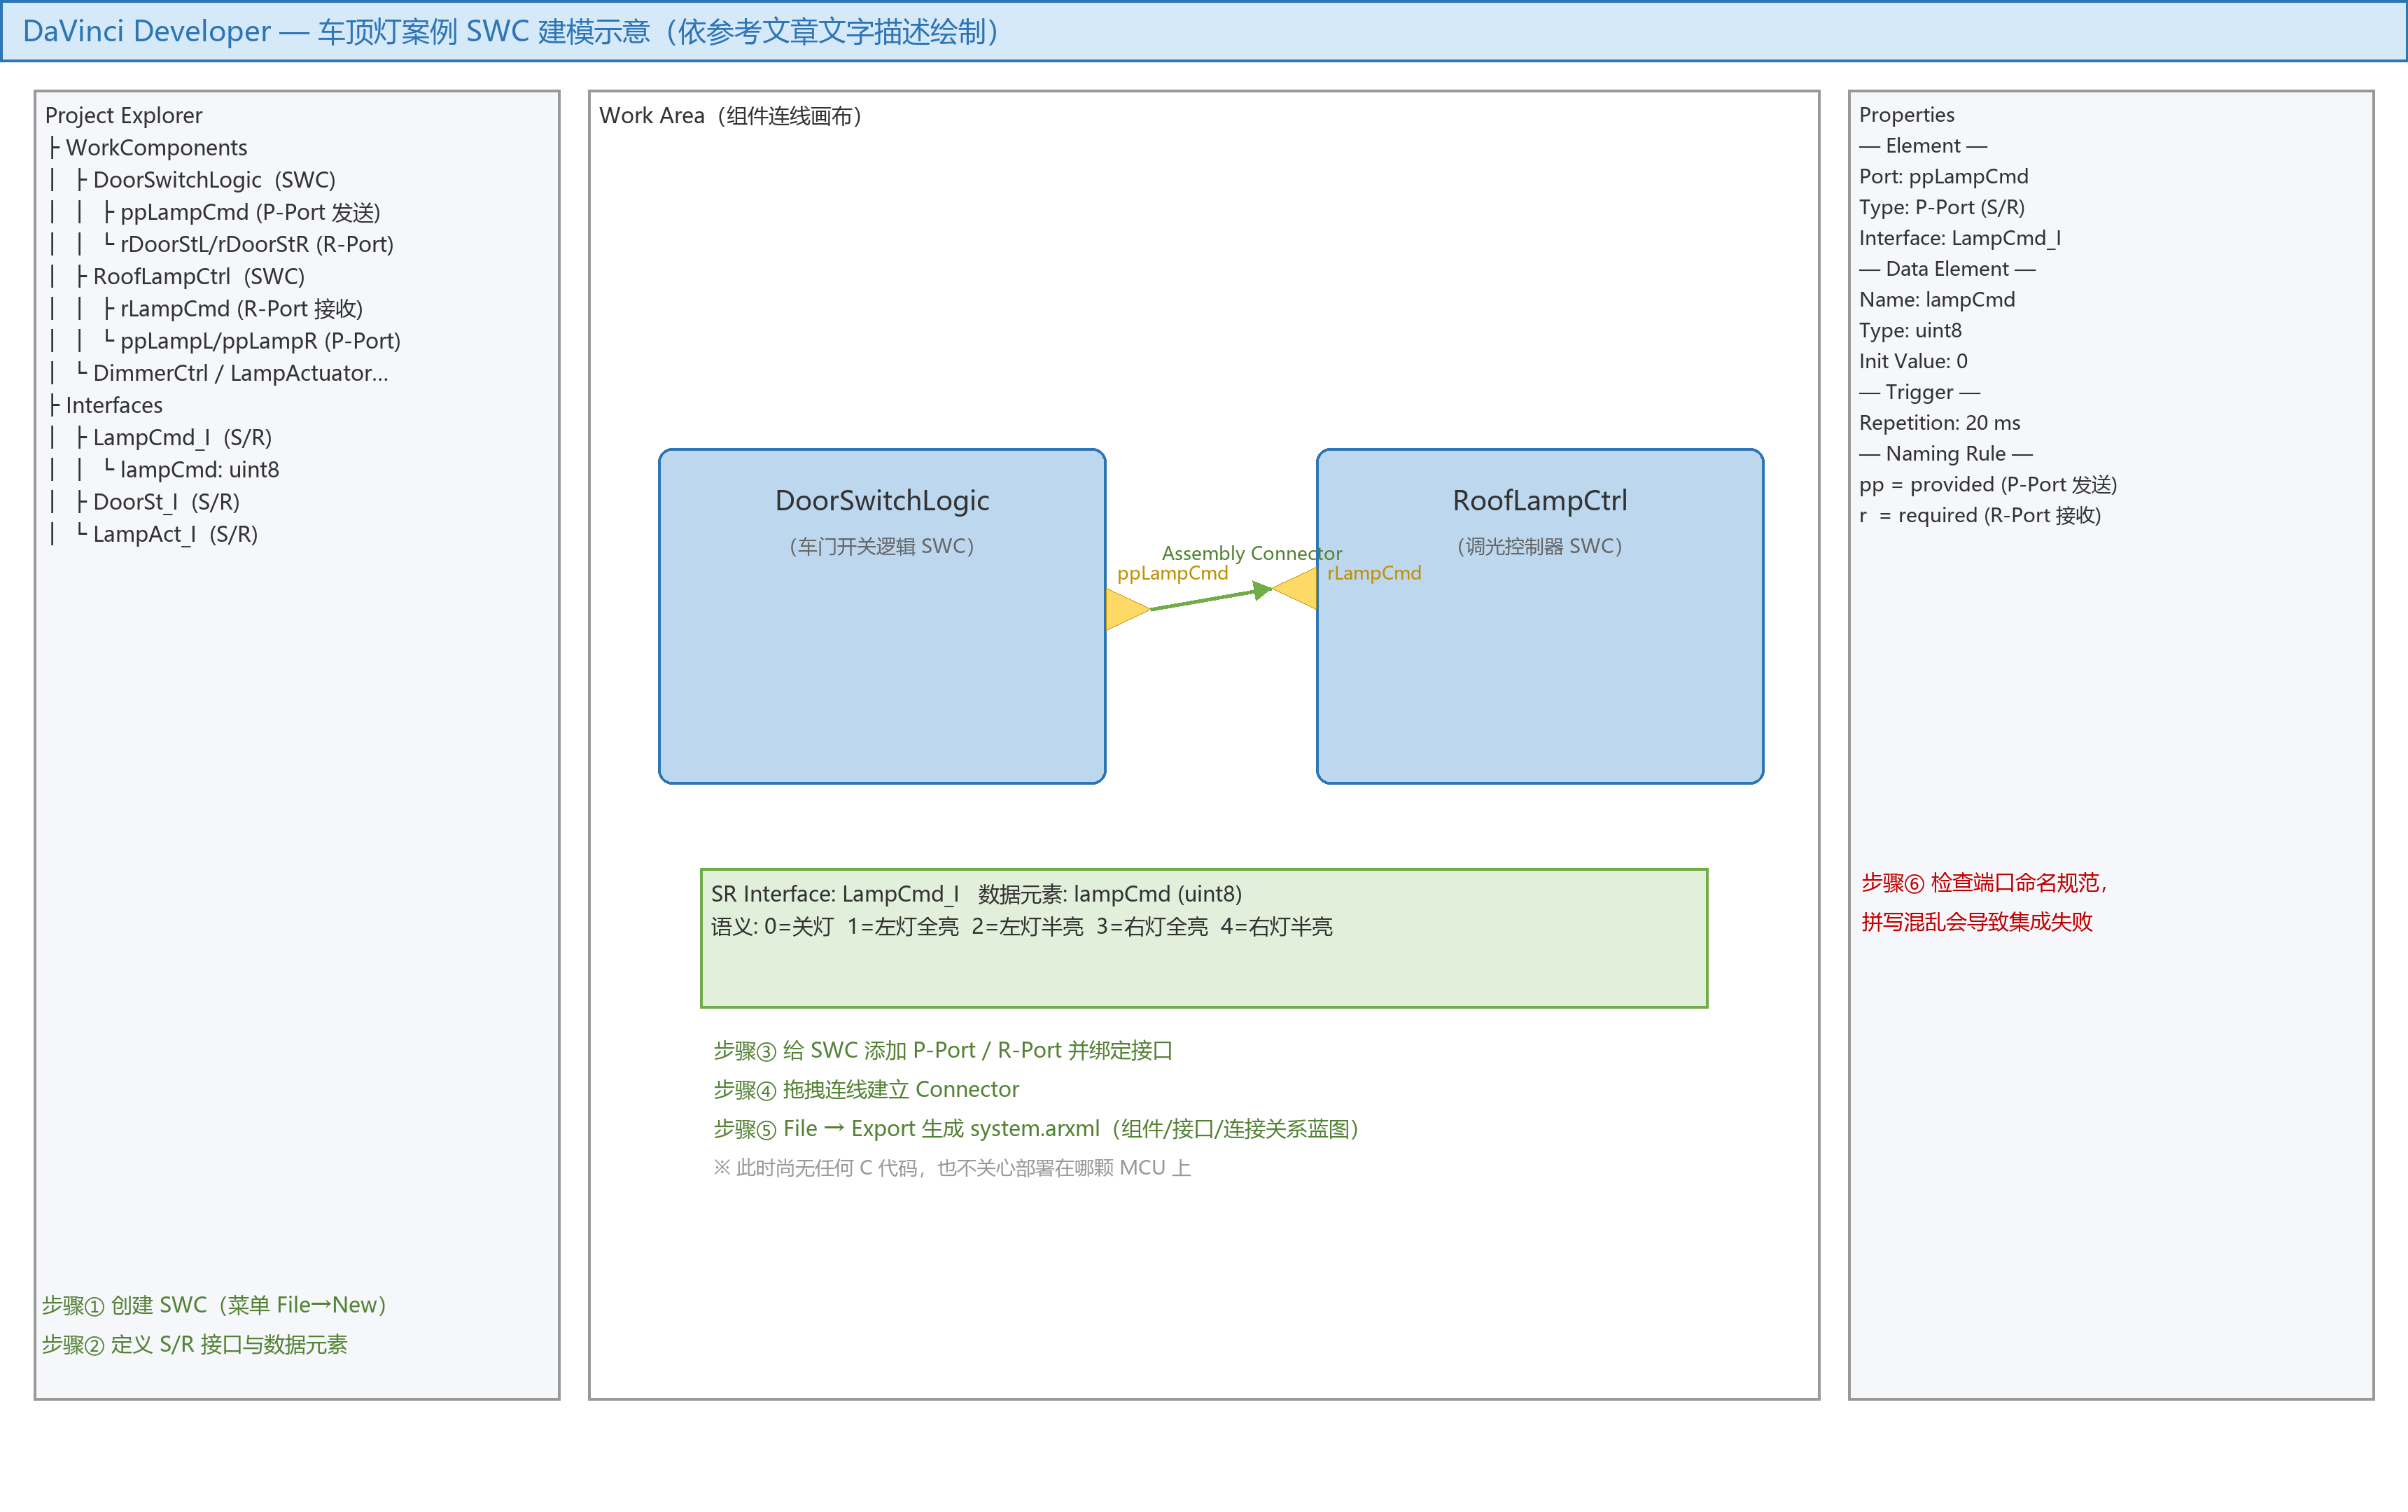 DaVinci Developer — 车顶灯案例 SWC 建模示意（依参考文章文字描述绘制）
Project Explorer
├ WorkComponents
│ ├ DoorSwitchLogic (SWC)
│ │ ├ ppLampCmd (P-Port 发送)
│ │ └ rDoorStL/rDoorStR (R-Port)
│ ├ RoofLampCtrl (SWC)
│ │ ├ rLampCmd (R-Port 接收)
│ │ └ ppLampL/ppLampR (P-Port)
│ └ DimmerCtrl / LampActuator...
├ Interfaces
│ ├ LampCmd_I (S/R)
│ │ └ lampCmd: uint8
│ ├ DoorSt_I (S/R)
│ └ LampAct_I (S/R)
步骤① 创建 SWC（菜单 File→New）
步骤② 定义 S/R 接口与数据元素
Work Area（组件连线画布）
DoorSwitchLogic
（车门开关逻辑 SWC）
Assembly Connector
ppLampCmd
RoofLampCtrl
（调光控制器 SWC）
rLampCmd
SR Interface: LampCmd_I 数据元素: lampCmd (uint8)
语义: 0=关灯 1=左灯全亮 2=左灯半亮 3=右灯全亮 4=右灯半亮
步骤③ 给 SWC 添加 P-Port / R-Port 并绑定接口
步骤④ 拖拽连线建立 Connector
步骤⑤ File → Export 生成 system.arxml（组件/接口/连接关系蓝图）
※ 此时尚无任何 C 代码，也不关心部署在哪颗 MCU 上
Properties
— Element —
Port: ppLampCmd
Type: P-Port (S/R)
Interface: LampCmd_I
— Data Element —
Name: lampCmd
Type: uint8
Init Value: 0
— Trigger —
Repetition: 20 ms
— Naming Rule —
pp = provided (P-Port 发送)
r = required (R-Port 接收)
步骤⑥ 检查端口命名规范，
拼写混乱会导致集成失败